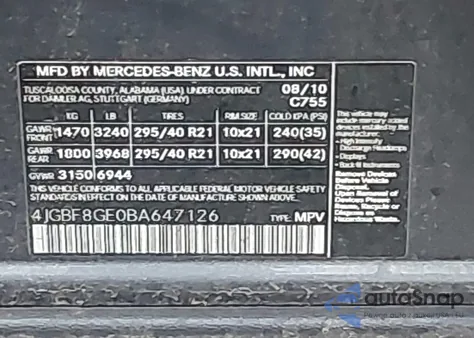 MFD BY MERCEDES-BENZ U.S. INTL., INC
TUSCALOOSA COUNTY, ALABAMA (USA) UNDER CONTRACT 08/10
FOR DAIMLER AG, STUTTGART (GERMANY) C755
KG LB TIRES RIM SIZE COLD KPA (PSI)
GAWR FRONT 1470 3240 295/40 R21 10x21 240(35)
GAWR REAR 1800 3968 295/40 R21 10x21 290(42)
GVWR 3150 6944
THIS VEHICLE CONFORMS TO ALL APPLICABLE FEDERAL MOTOR VEHICLE SAFETY
STANDARDS IN EFFECT ON THE DATE OF MANUFACTURE SHOWN ABOVE.
4JGBF8GE0BA647126 TYPE: MPV
This vehicle may
include mercury added
devices installed by the
manufacturer:
- High Intensity
Discharge Headlamps
- Displays
Remove Devices
Before Vehicle
Disposal.
Upon Removal of
Devices Please
Reuse, Recycle or
Dispose as
Hazardous Waste.
autoSnap